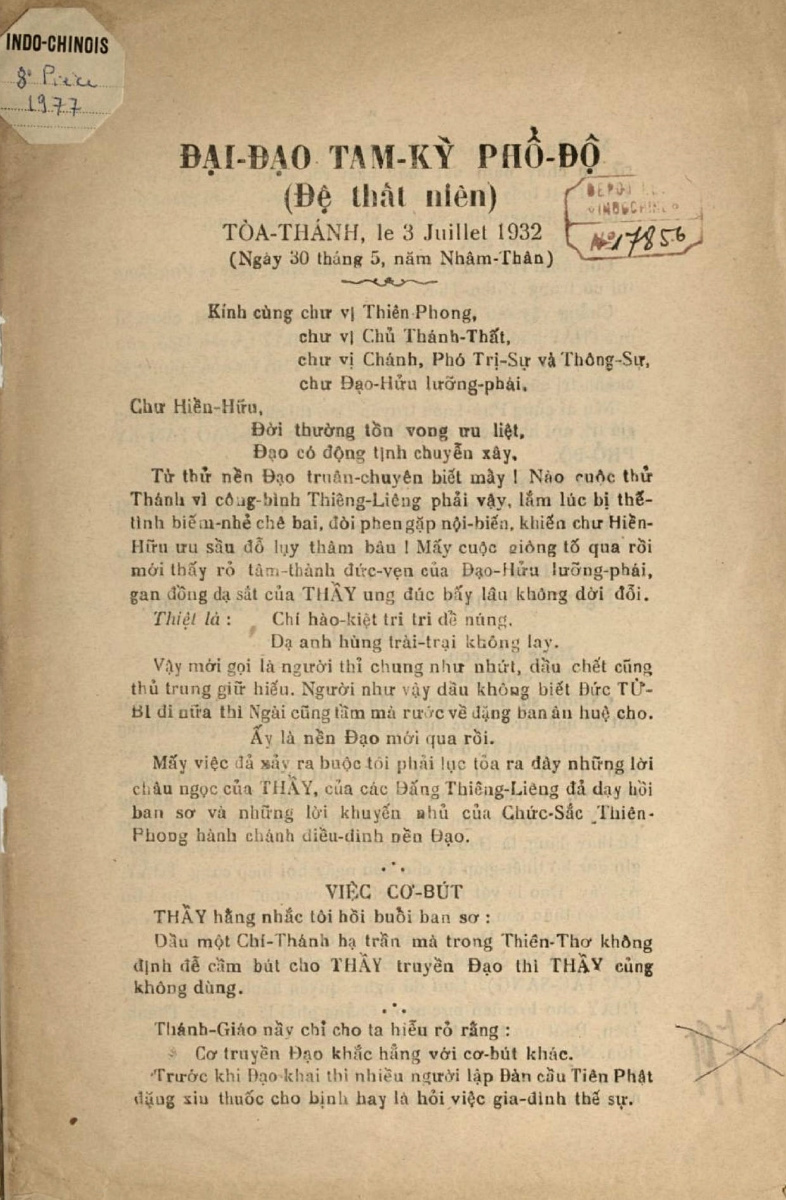 INDO-CHINOIS
8° Pièce
1977
ĐẠI-ĐẠO TAM-KỲ PHỔ-ĐỘ
(Đệ thất niên)
DEPOT
INDOCHINE
Nº 17856
TÒA-THÁNH, le 3 Juillet 1932
(Ngày 30 tháng 5, năm Nhâm-Thân)
Kính cùng chư vị Thiên-Phong,
chư vị Chủ Thánh-Thất,
chư vị Chánh, Phó Trị-Sự và Thông-Sự,
chư Đạo-Hửu lưỡng-phái.
Chư Hiền-Hữu,
Đời thường tồn vong ưu liệt,
Đạo có động tịnh chuyển xây.
Từ thử nền Đạo truân-chuyên biết mấy ! Nào cuộc thử
Thánh vì công-bình Thiêng-Liêng phải vậy, lắm lúc bị thế-
tình biếm-nhẻ chê bai, đòi phen gặp nội-biến, khiến chư Hiền-
Hữu ưu sầu đổ lụy thâm bâu ! Mấy cuộc giông tố qua rồi
mới thấy rỏ tâm-thành đức-vẹn của Đạo-Hửu lưỡng-phái,
gan đồng dạ sắt của THẦY ung đúc bấy lâu không dời đổi.
Thiệt là : Chí hào-kiệt tri tri dề núng.
Dạ anh hùng trài-trại không lay.
Vậy mới gọi là người thỉ chung như nhứt, dầu chết cũng
thủ trung giữ hiếu. Người như vậy dầu không biết Đức TỪ-
BI đi nữa thì Ngài cũng tầm mà rước về dặng ban ân huệ cho.
Ấy là nền Đạo mới qua rồi.
Mấy việc đả xảy ra buộc tôi phải lục tỏa ra đây những lời
châu ngọc của THẦY, của các Đấng Thiêng-Liêng đả dạy hồi
ban sơ và những lời khuyến nhủ của Chức-Sắc Thiên-
Phong hành chánh điều-đình nền Đạo.
VIỆC CƠ-BÚT
THẦY hằng nhắc tôi hồi buổi ban sơ :
Dầu một Chí-Thánh hạ trần mà trong Thiên-Thơ không
định để cầm bút cho THẦY truyền Đạo thì THẦY củng
không dùng.
Thánh-Giáo nầy chỉ cho ta hiểu rỏ rằng :
Cơ truyền Đạo khác hẳng với cơ-bút khác.
Trước khi Đạo khai thì nhiều người lập Đàn cầu Tiên Phật
dặng xin thuốc cho bịnh hay là hỏi việc gia-đình thế sự.